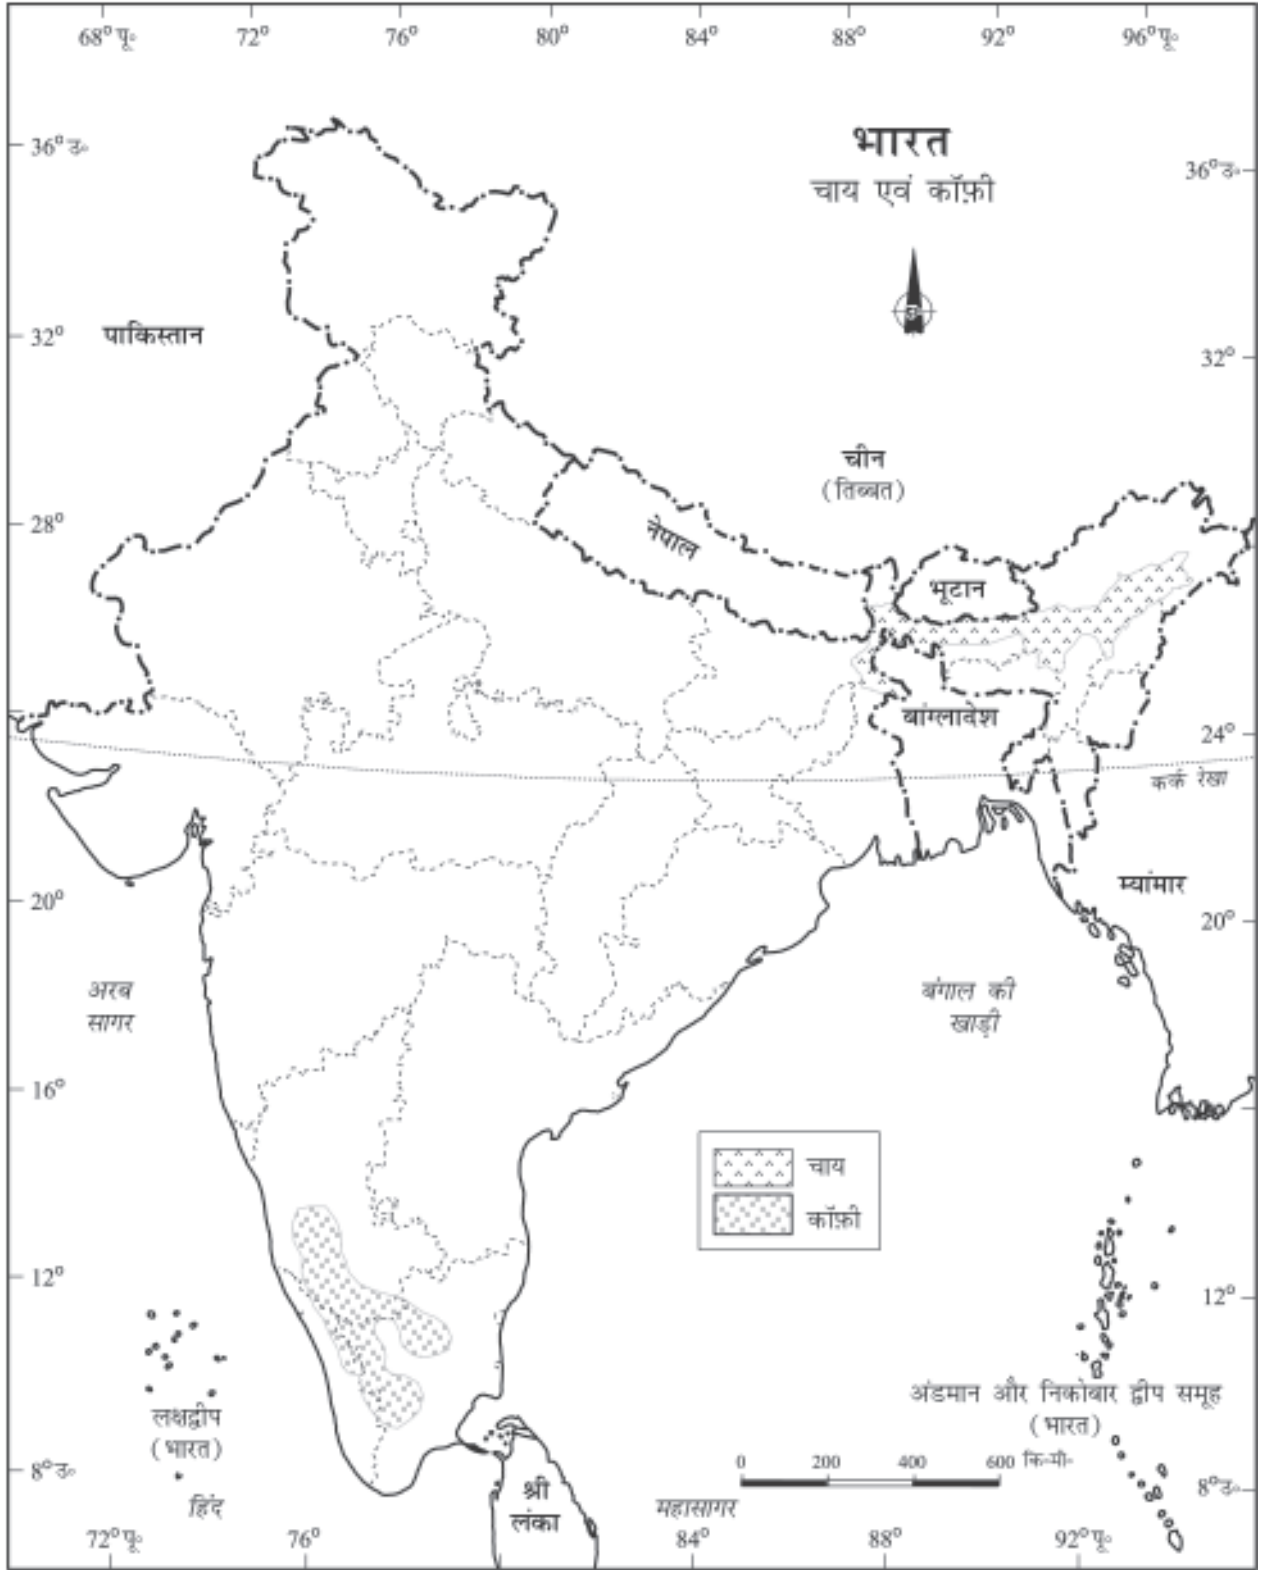 68°पू॰ 72° 76° 80° 84° 88° 92° 96°पू॰
36°उ॰
भारत
चाय एवं कॉफ़ी
36°उ॰
पाकिस्तान
32°
32°
चीन
(तिब्बत)
28°
नेपाल
भूटान
बांग्लादेश
24°
कर्क रेखा
म्यांमार
20°
20°
अरब
सागर
बंगाल की
खाड़ी
16°
चाय
कॉफ़ी
12°
12°
अंडमान और निकोबार द्वीप समूह
(भारत)
लक्षद्वीप
(भारत)
0 200 400 600 कि॰मी॰
8°उ॰
8°उ॰
श्री
लंका
हिंद
महासागर
72°पू॰ 76° 84° 88° 92°पू॰